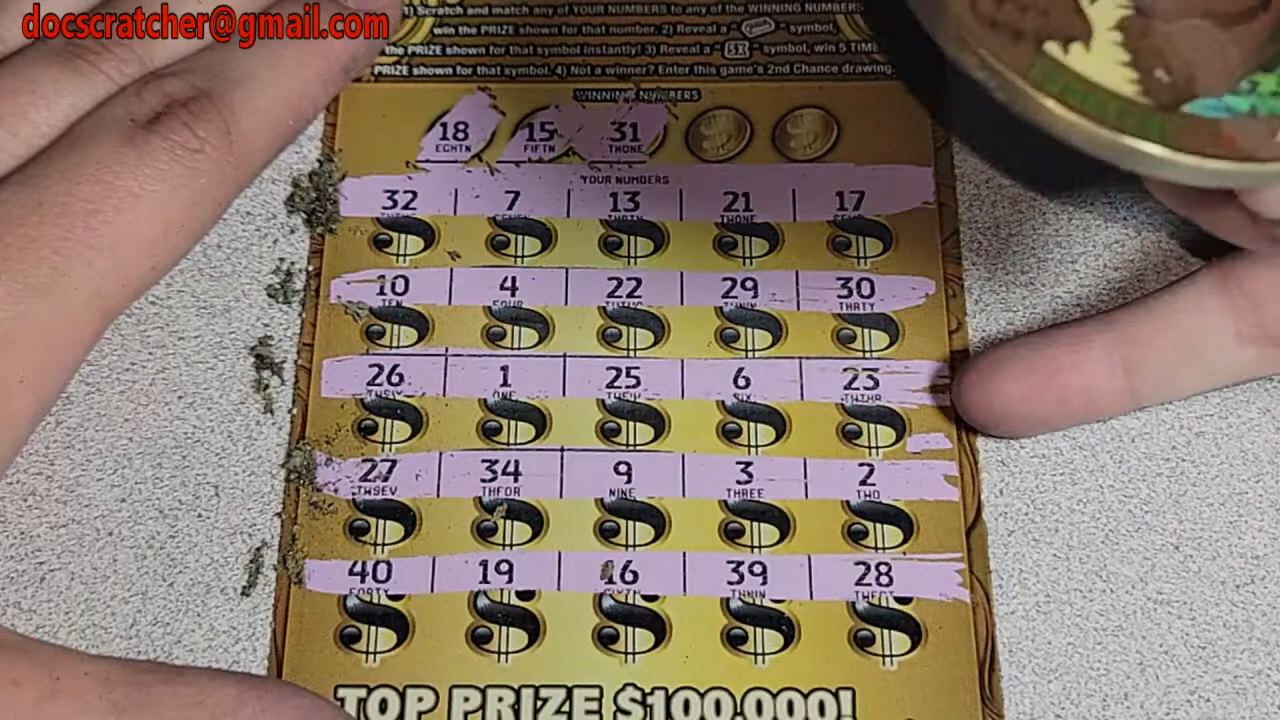 docscratcher@gmail.com
1) Scratch and match any of YOUR NUMBERS to any of the WINNING NUMBERS
win the PRIZE shown for that number. 2) Reveal a " " symbol,
the PRIZE shown for that symbol instantly! 3) Reveal a "5X" symbol, win 5 TIME
PRIZE shown for that symbol. 4) Not a winner? Enter this game's 2nd Chance drawing.
WINNING NUMBERS
18 15 31
EGHTN FIFTN THONE
YOUR NUMBERS
32 7 13 21 17
10 4 22 29 30
TEN FOUR THRTY
26 1 25 6 23
ONE SIX TWTHR
27 34 9 3 2
TWSEV THFOR NINE THREE TWO
40 19 16 39 28
FORTY
TOP PRIZE $100,000!